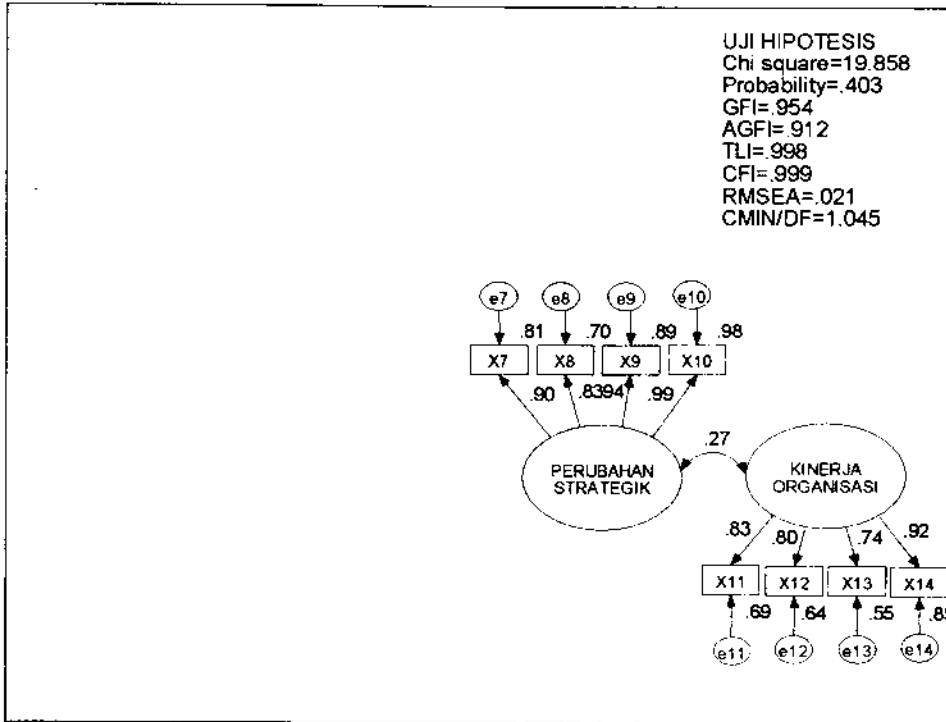 UJI HIPOTESIS
Chi square=19.858
Probability=.403
GFI=.954
AGFI=.912
TLI=.998
CFI=.999
RMSEA=.021
CMIN/DF=1.045
e7 e8 e9 e10
.81 .70 .89 .98
X7 X8 X9 X10
.90 .8394 .99
.27
PERUBAHAN
STRATEGIK
KINERJA
ORGANISASI
.83 .80 .74 .92
X11 X12 X13 X14
.69 .64 .55
e11 e12 e13 e14